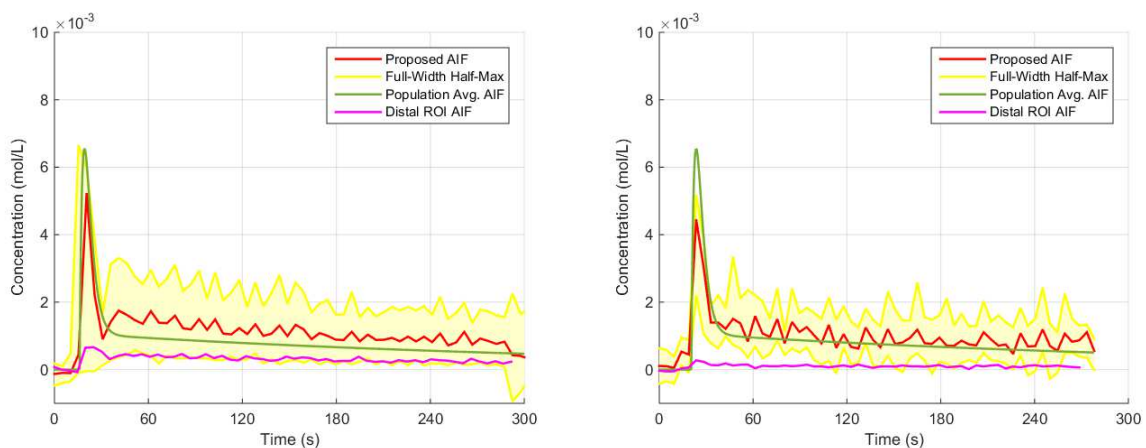 ×10⁻³
10
8
6
4
2
0
Concentration (mol/L)
0 60 120 180 240 300
Time (s)
Proposed AIF
Full-Width Half-Max
Population Avg. AIF
Distal ROI AIF
×10⁻³
10
8
6
4
2
0
Concentration (mol/L)
0 60 120 180 240 300
Time (s)
Proposed AIF
Full-Width Half-Max
Population Avg. AIF
Distal ROI AIF